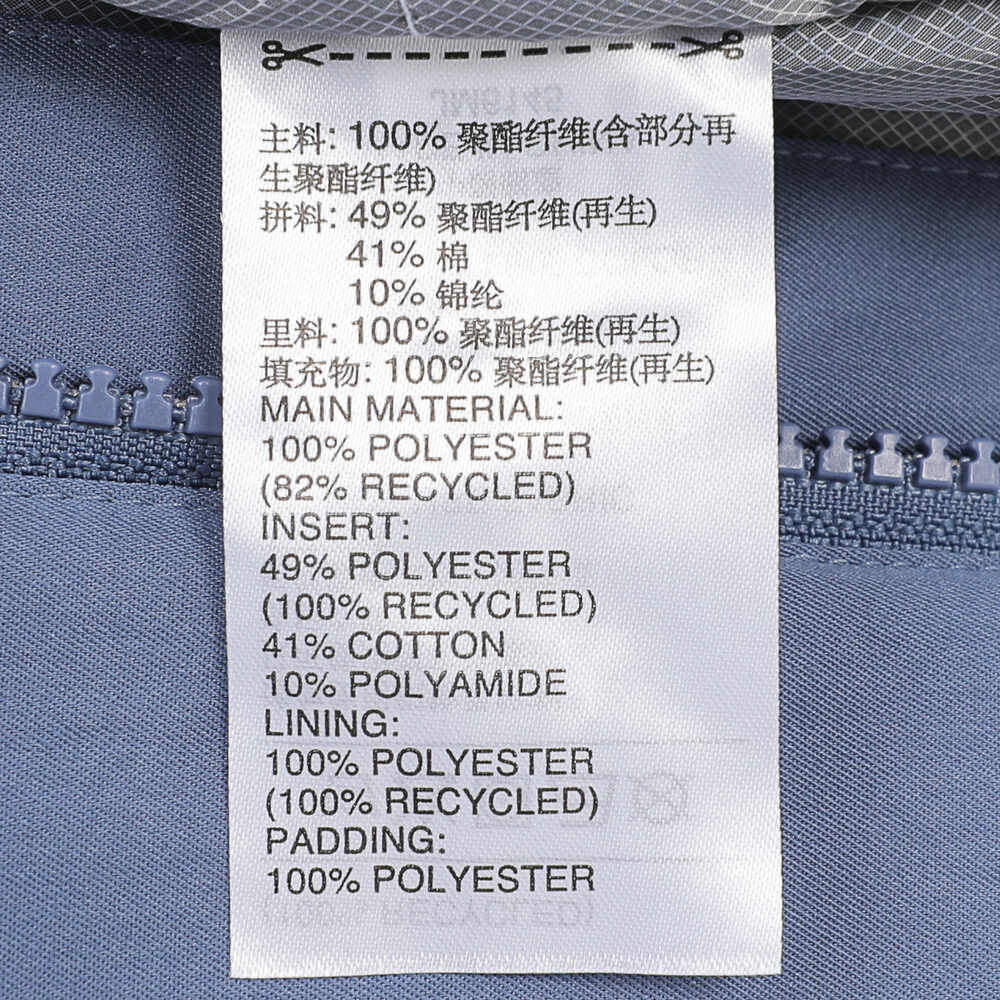 主料: 100% 聚酯纤维(含部分再
生聚酯纤维)
拼料: 49% 聚酯纤维(再生)
41% 棉
10% 锦纶
里料: 100% 聚酯纤维(再生)
填充物: 100% 聚酯纤维(再生)
MAIN MATERIAL:
100% POLYESTER
(82% RECYCLED)
INSERT:
49% POLYESTER
(100% RECYCLED)
41% COTTON
10% POLYAMIDE
LINING:
100% POLYESTER
(100% RECYCLED)
PADDING:
100% POLYESTER
(100% RECYCLED)